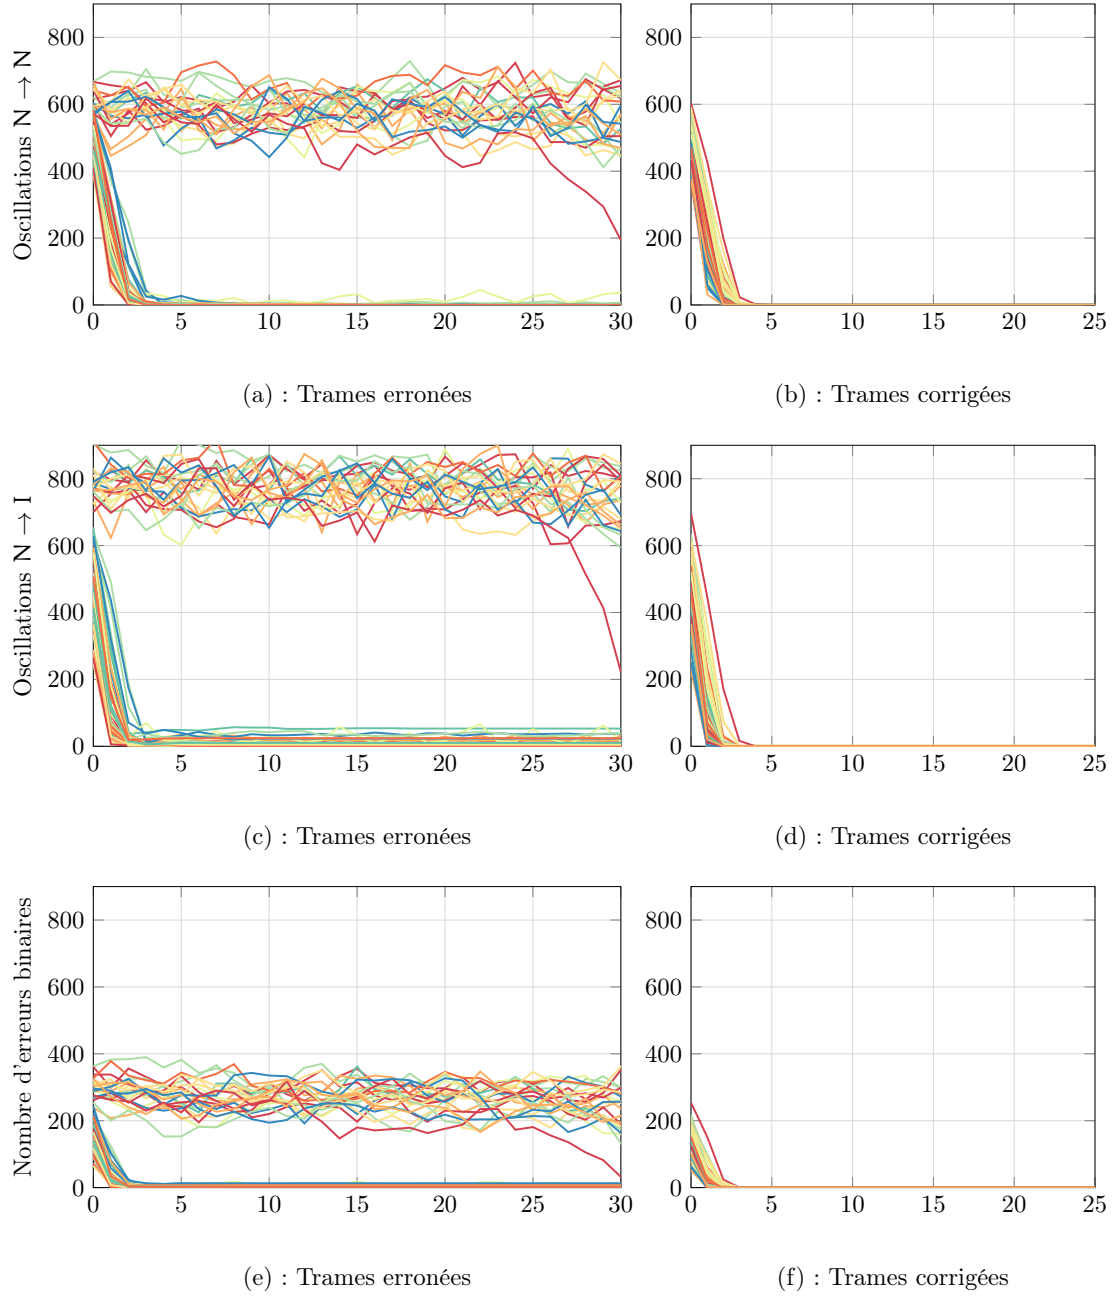 Oscillations N → N
800
600
400
200
0
0 5 10 15 20 25 30
(a) : Trames erronées
800
600
400
200
0
0 5 10 15 20 25
(b) : Trames corrigées
Oscillations N → I
800
600
400
200
0
0 5 10 15 20 25 30
(c) : Trames erronées
800
600
400
200
0
0 5 10 15 20 25
(d) : Trames corrigées
Nombre d'erreurs binaires
800
600
400
200
0
0 5 10 15 20 25 30
(e) : Trames erronées
800
600
400
200
0
0 5 10 15 20 25
(f) : Trames corrigées